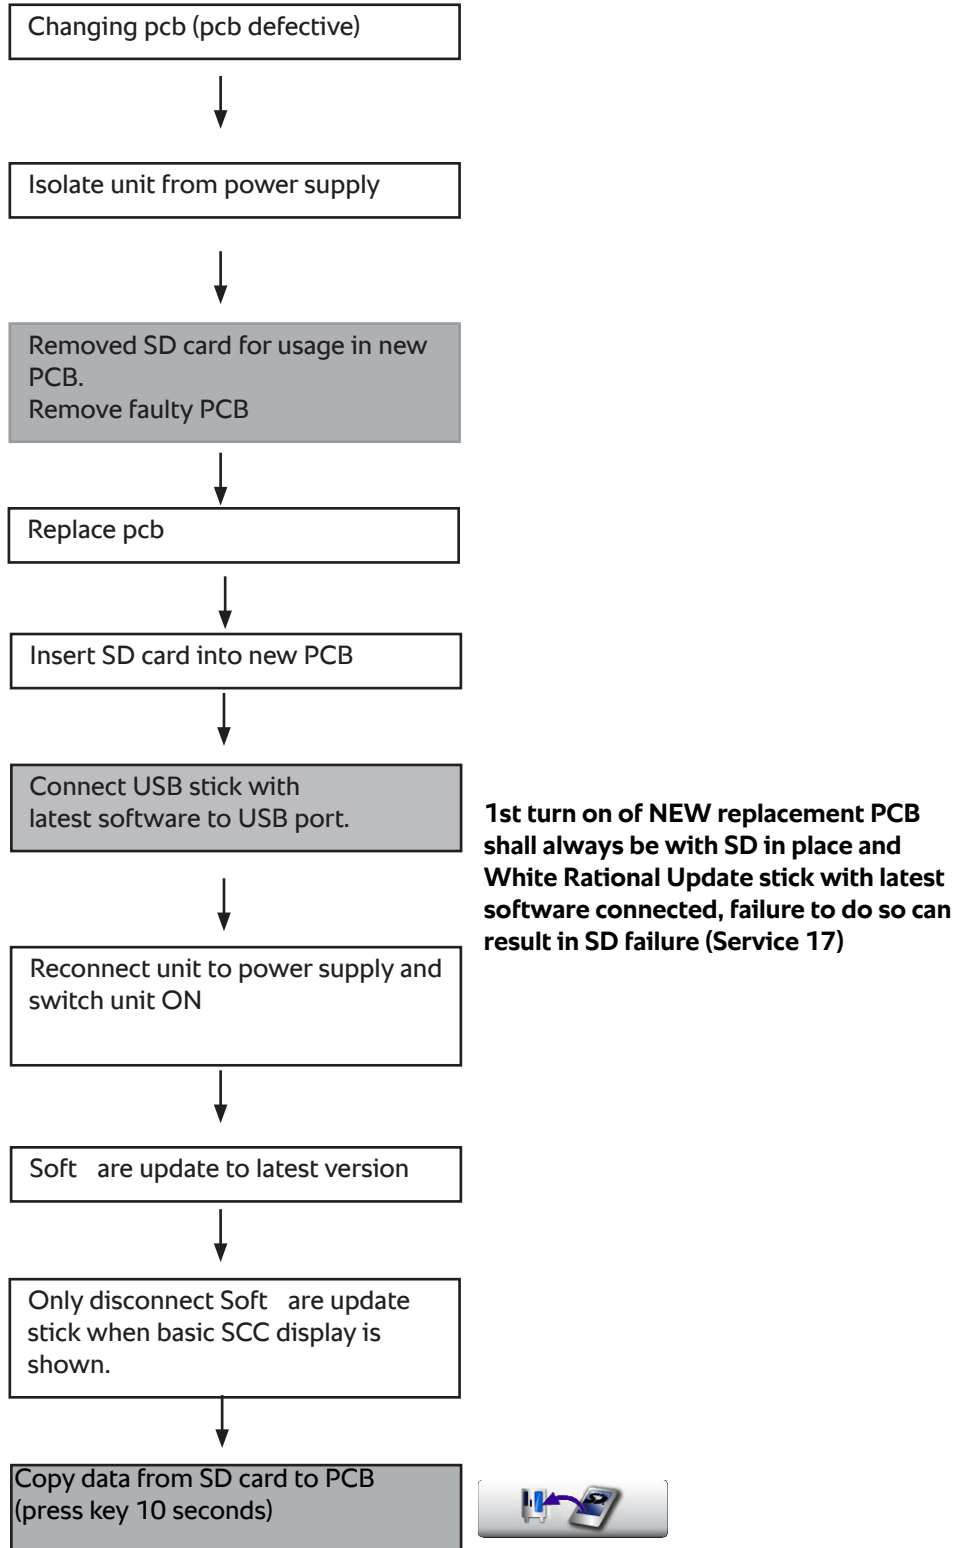 Changing pcb (pcb defective)
Isolate unit from power supply
Removed SD card for usage in new
PCB.
Remove faulty PCB
Replace pcb
Insert SD card into new PCB
Connect USB stick with
latest software to USB port.
1st turn on of NEW replacement PCB
shall always be with SD in place and
White Rational Update stick with latest
software connected, failure to do so can
result in SD failure (Service 17)
Reconnect unit to power supply and
switch unit ON
Soft are update to latest version
Only disconnect Soft are update
stick when basic SCC display is
shown.
Copy data from SD card to PCB
(press key 10 seconds)